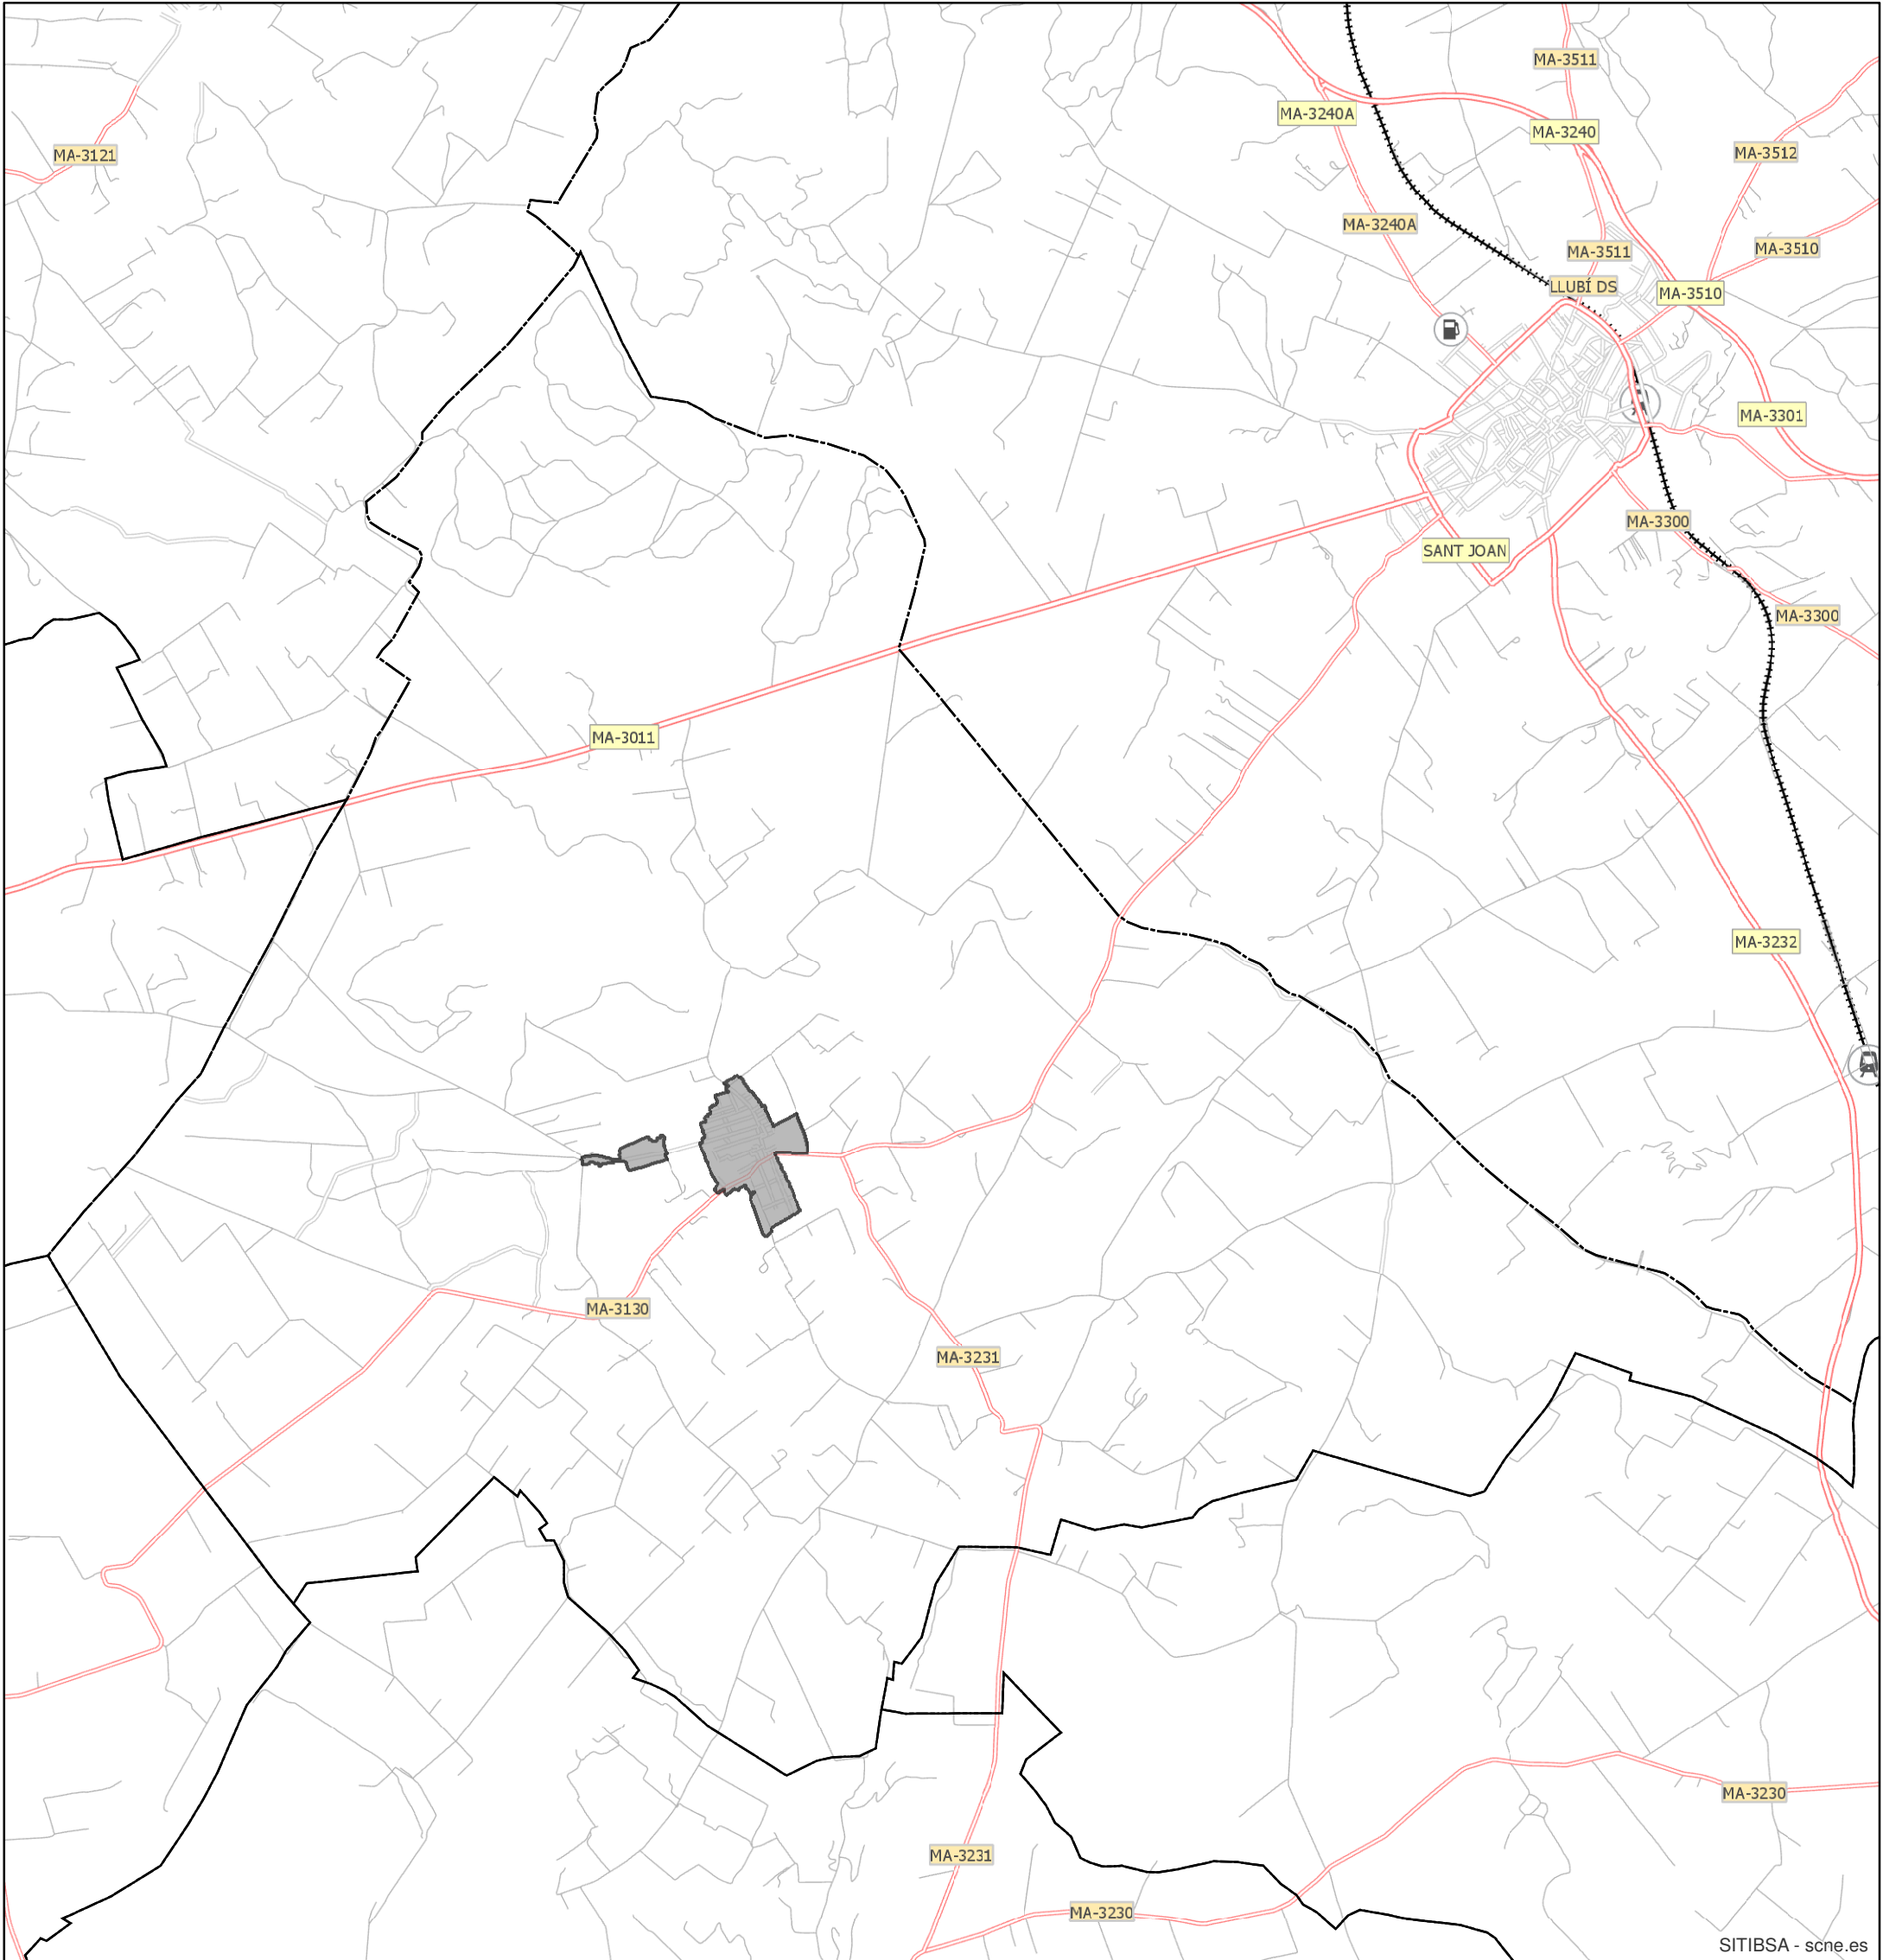 MA-3511
MA-3240A
MA-3240
MA-3121
MA-3512
MA-3240A
MA-3511
MA-3510
LLUBÍ DS
MA-3510
MA-3301
MA-3300
SANT JOAN
MA-3300
MA-3011
MA-3232
MA-3130
MA-3231
MA-3230
MA-3231
MA-3230
SITIBSA - scne.es